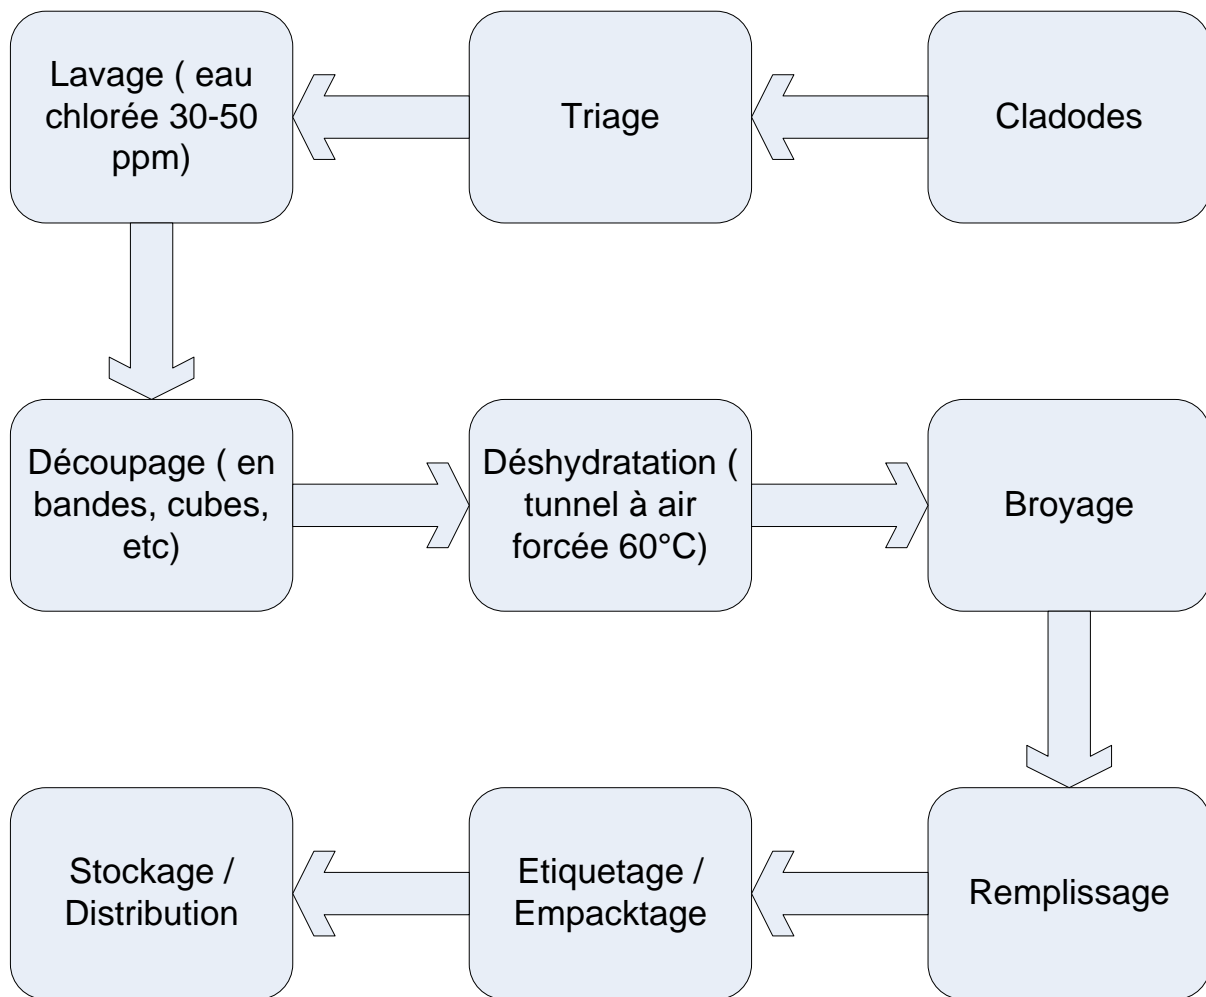 Cladodes
Triage
Lavage ( eau
chlorée 30-50
ppm)
Découpage ( en
bandes, cubes,
etc)
Déshydratation (
tunnel à air
forcée 60°C)
Broyage
Remplissage
Etiquetage /
Empacktage
Stockage /
Distribution